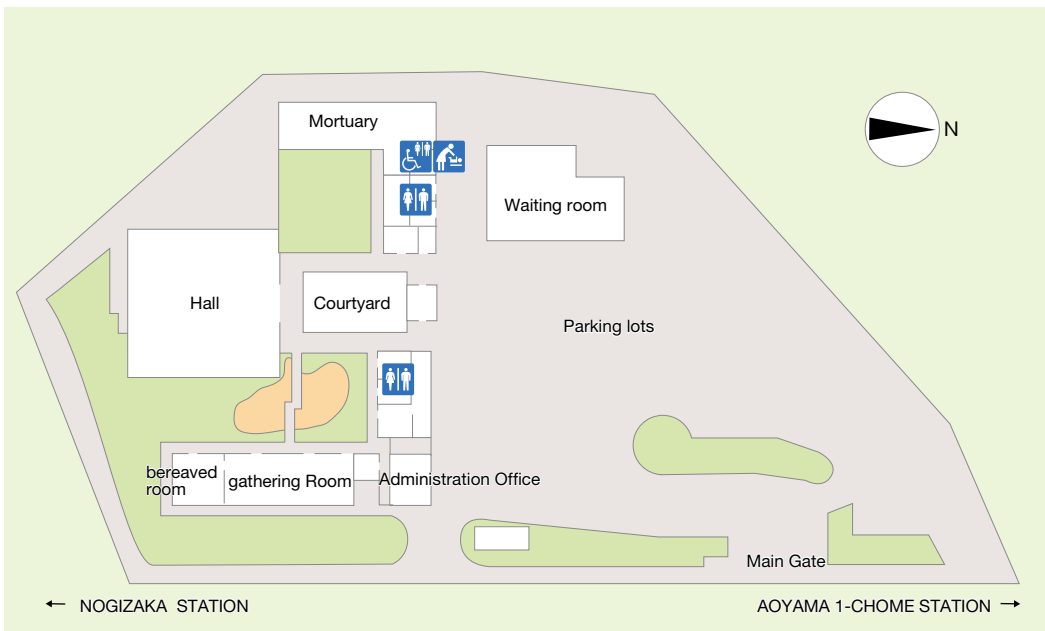 Mortuary
N
Waiting room
Hall
Courtyard
Parking lots
bereaved
room
gathering Room
Administration Office
Main Gate
← NOGIZAKA STATION
AOYAMA 1-CHOME STATION →